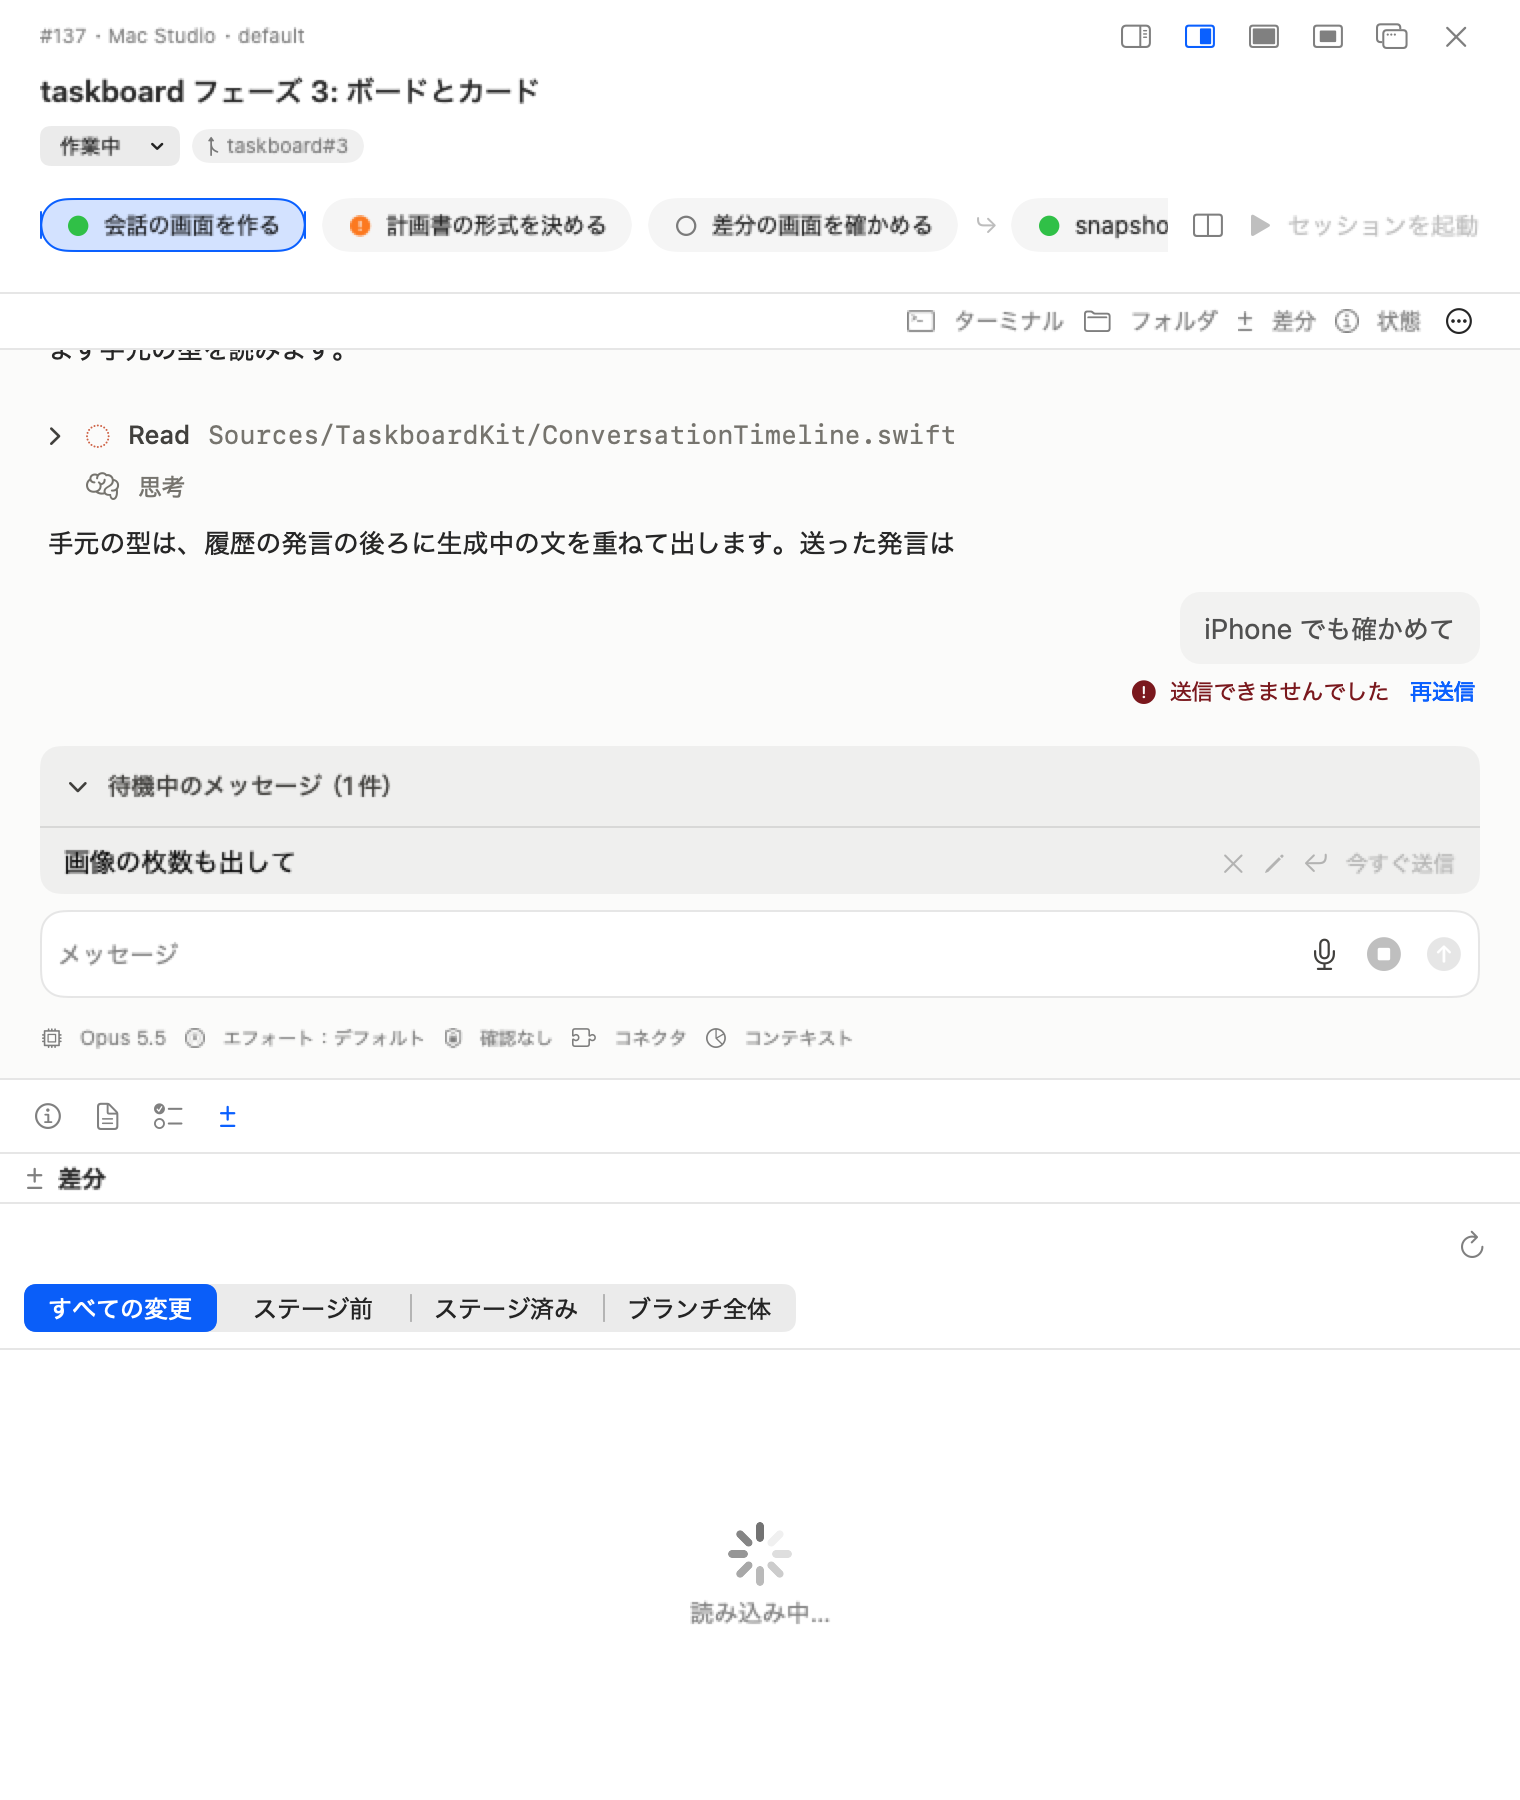 #137・Mac Studio・default
taskboard フェーズ 3: ボードとカード
作業中 taskboard#3
会話の画面を作る 計画書の形式を決める 差分の画面を確かめる snapsho セッションを起動
ターミナル フォルダ 差分 状態
まず手元の型を読みます。
Read Sources/TaskboardKit/ConversationTimeline.swift
思考
手元の型は、履歴の発言の後ろに生成中の文を重ねて出します。送った発言は
iPhone でも確かめて
送信できませんでした 再送信
待機中のメッセージ (1件)
画像の枚数も出して 今すぐ送信
メッセージ
Opus 5.5 エフォート：デフォルト 確認なし コネクタ コンテキスト
± 差分
すべての変更 ステージ前 ステージ済み ブランチ全体
読み込み中...